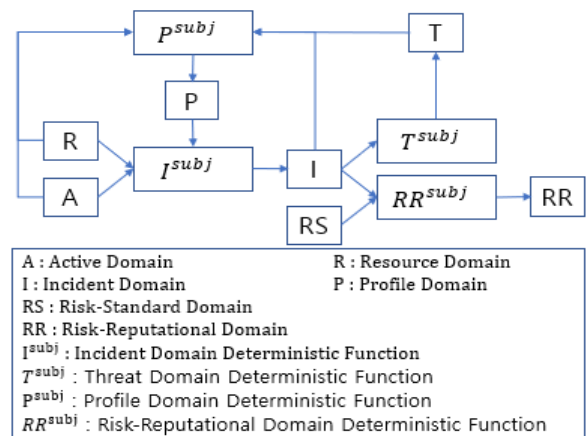 P^subj
T
P
R
T^subj
I^subj
I
A
RR^subj
RR
RS
A : Active Domain R : Resource Domain
I : Incident Domain P : Profile Domain
RS : Risk-Standard Domain
RR : Risk-Reputational Domain
I^subj : Incident Domain Deterministic Function
T^subj : Threat Domain Deterministic Function
P^subj : Profile Domain Deterministic Function
RR^subj : Risk-Reputational Domain Deterministic Function